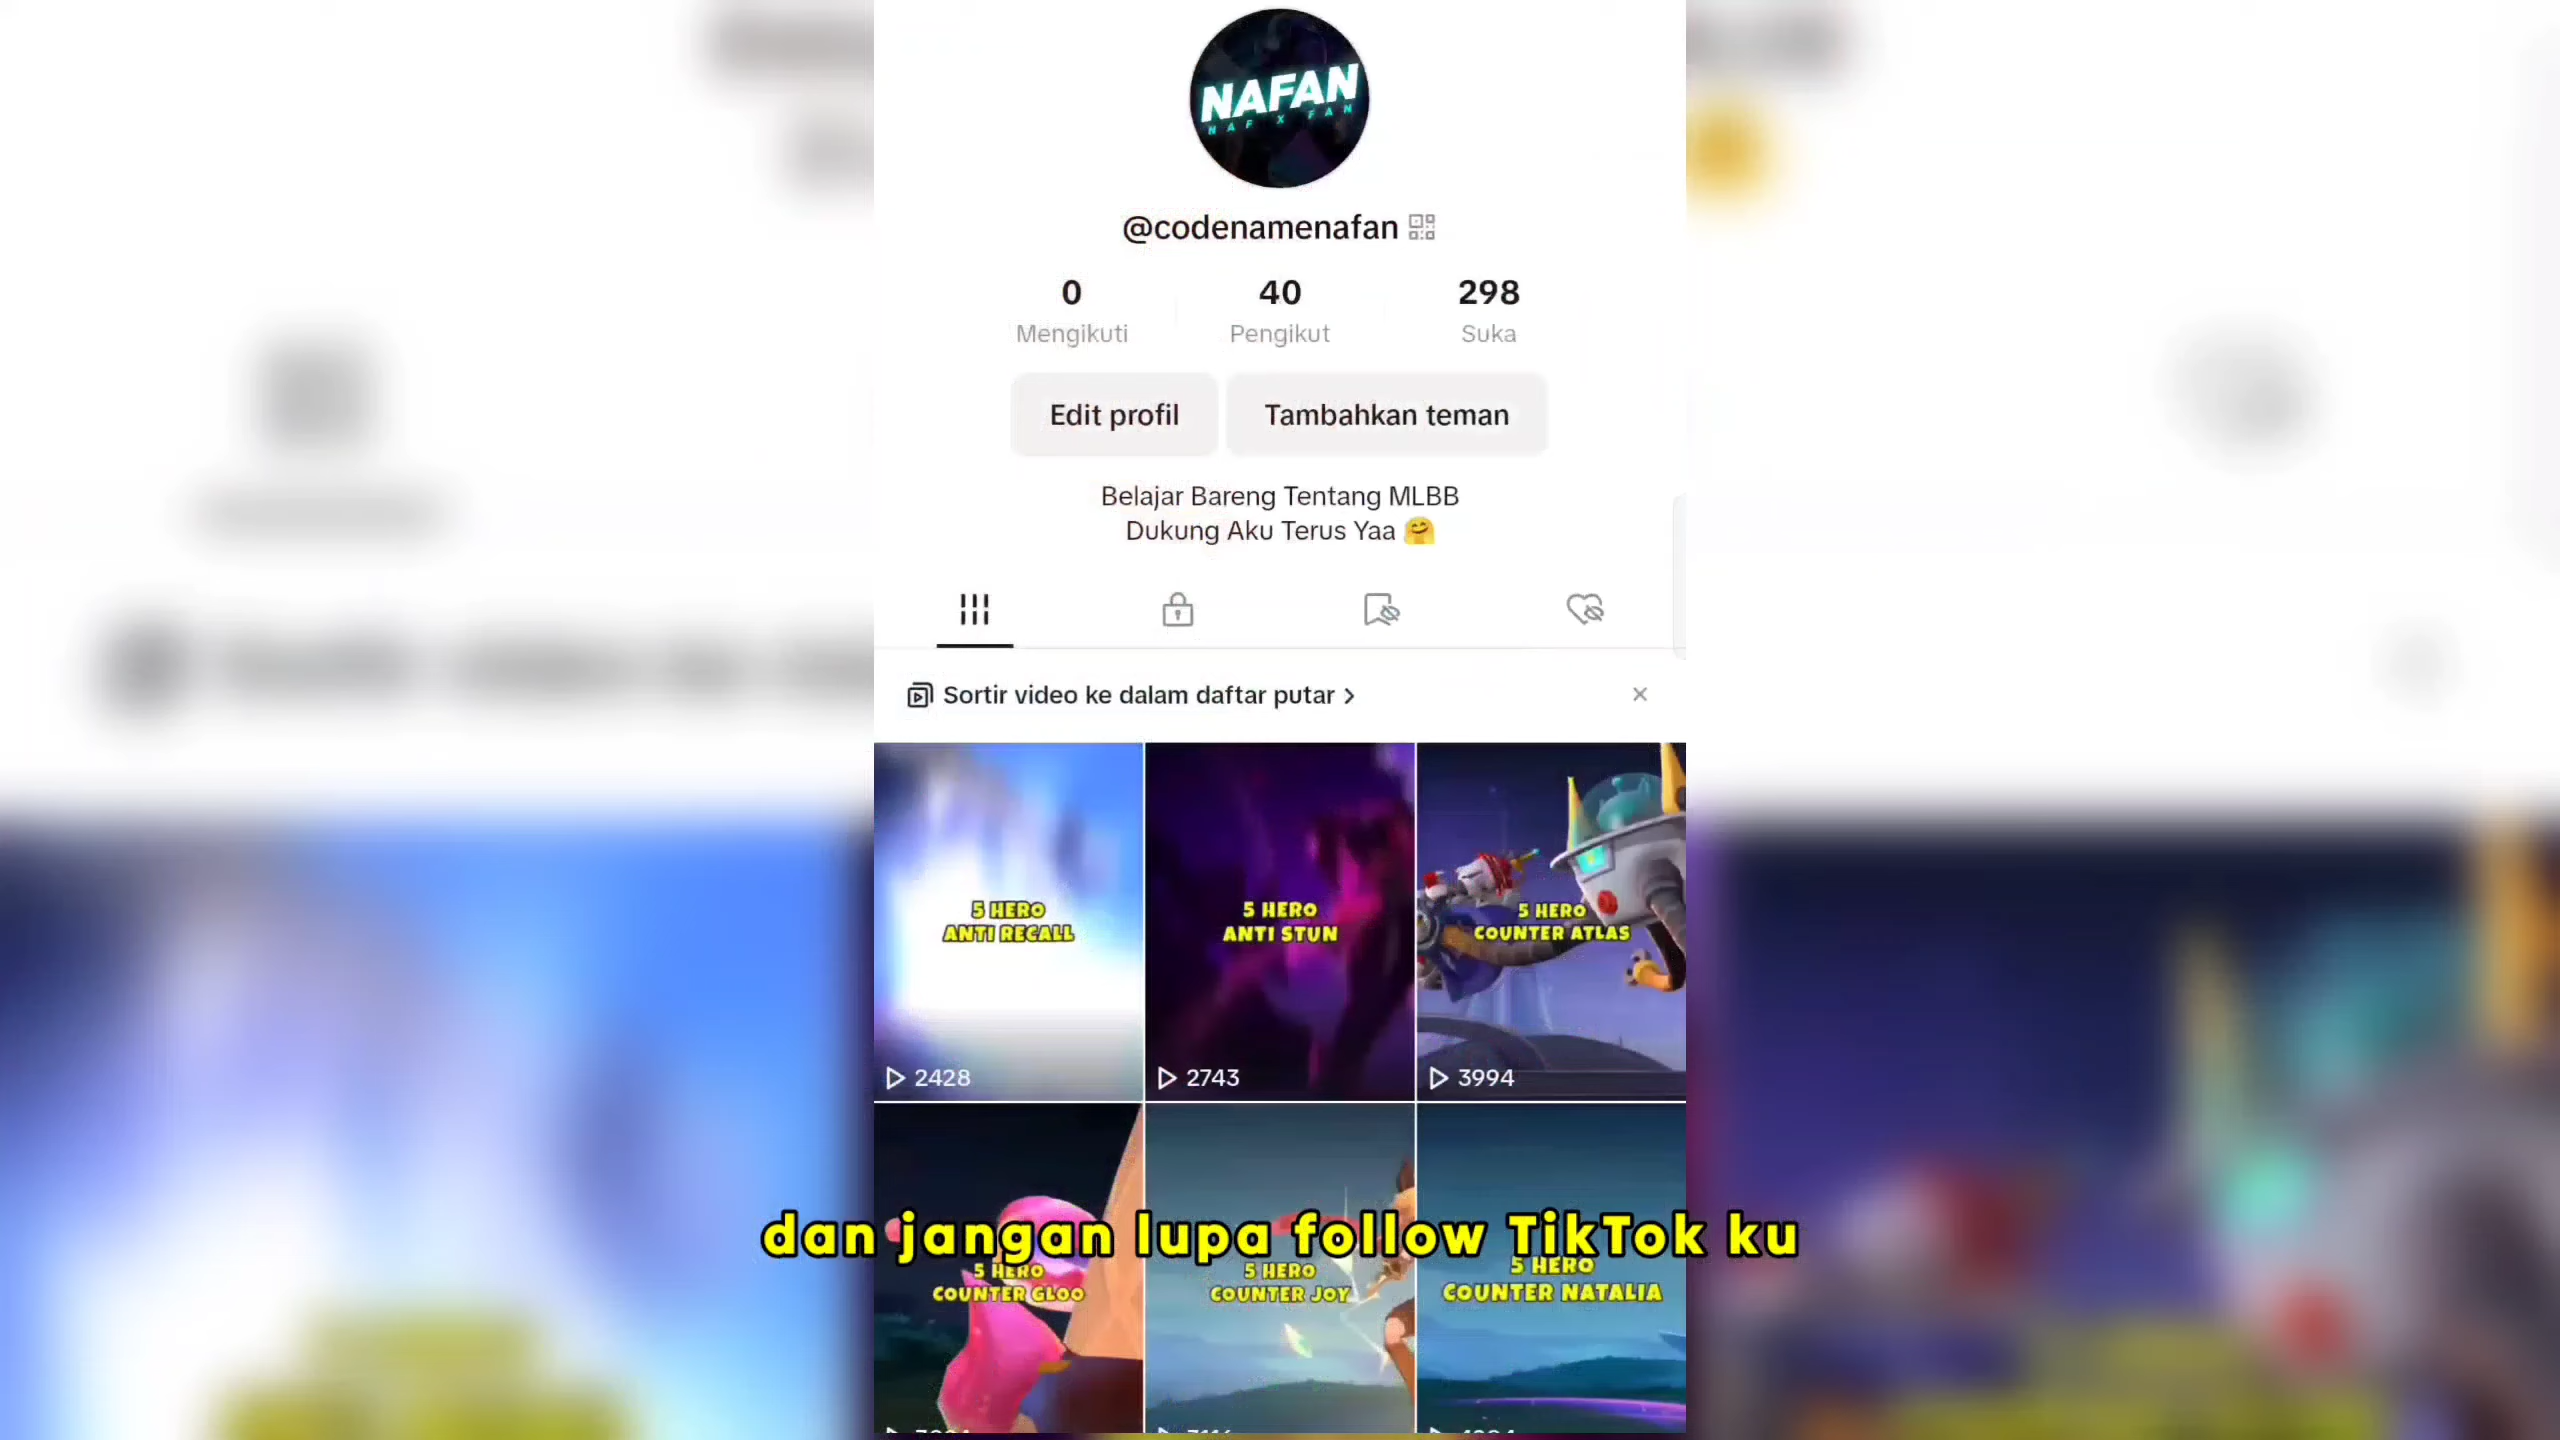 NAFAN
NAF X FAN
@codenamenafan
0
Mengikuti
40
Pengikut
298
Suka
Edit profil
Tambahkan teman
Belajar Bareng Tentang MLBB
Dukung Aku Terus Yaa 🤗
Sortir video ke dalam daftar putar
5 HERO
ANTI RECALL
2428
5 HERO
ANTI STUN
2743
5 HERO
COUNTER ATLAS
3994
dan jangan lupa follow TikTok ku
5 HERO
COUNTER GLOO
5 HERO
COUNTER JOY
5 HERO
COUNTER NATALIA